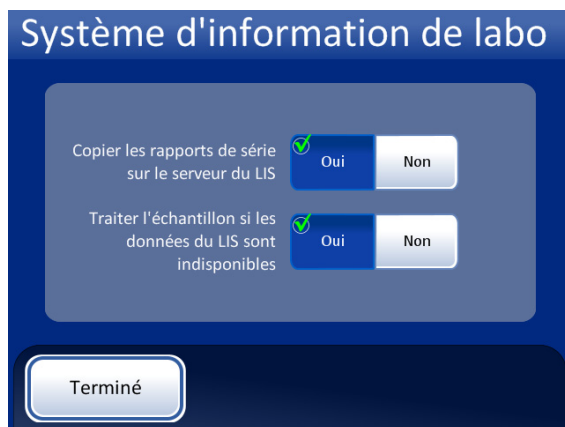 Système d'information de labo
Copier les rapports de série
sur le serveur du LIS
Oui
Non
Traiter l'échantillon si les
données du LIS sont
indisponibles
Oui
Non
Terminé